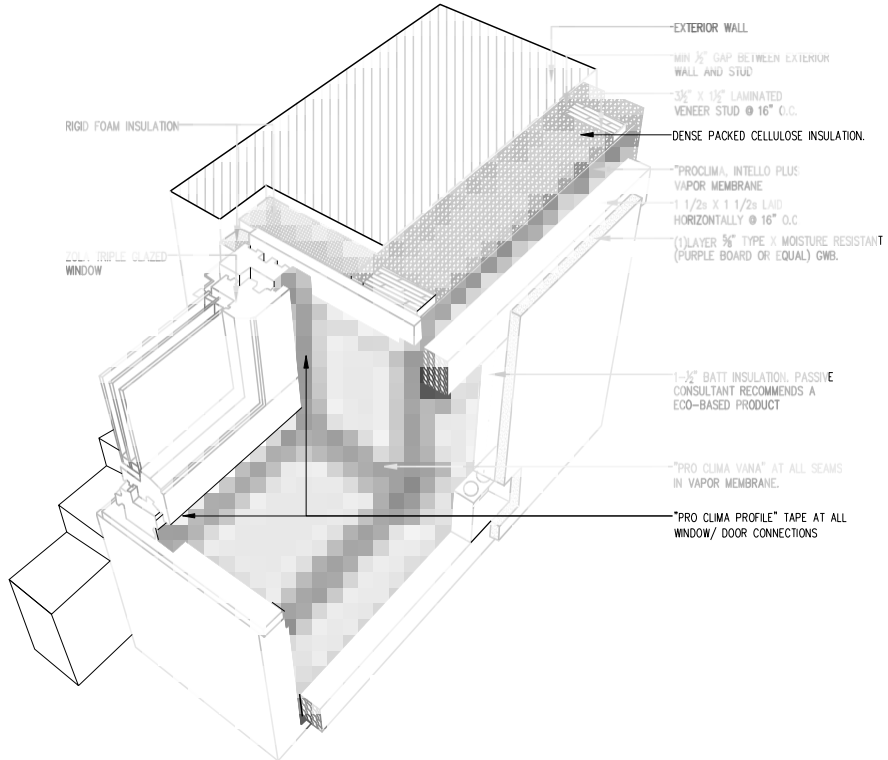 EXTERIOR WALL
MIN ½" GAP BETWEEN EXTERIOR
WALL AND STUD
3½" X 1½" LAMINATED
VENEER STUD @ 16" O.C.
RIGID FOAM INSULATION
DENSE PACKED CELLULOSE INSULATION.
"PROCLIMA, INTELLO PLUS
VAPOR MEMBRANE
1 1/2s X 1 1/2s LAID
HORIZONTALLY @ 16" O.C
(1)LAYER ⅝" TYPE X MOISTURE RESISTANT
(PURPLE BOARD OR EQUAL) GWB.
ZOLA TRIPLE GLAZED
WINDOW
1-½" BATT INSULATION. PASSIVE
CONSULTANT RECOMMENDS A
ECO-BASED PRODUCT
"PRO CLIMA VANA" AT ALL SEAMS
IN VAPOR MEMBRANE.
"PRO CLIMA PROFILE" TAPE AT ALL
WINDOW/ DOOR CONNECTIONS